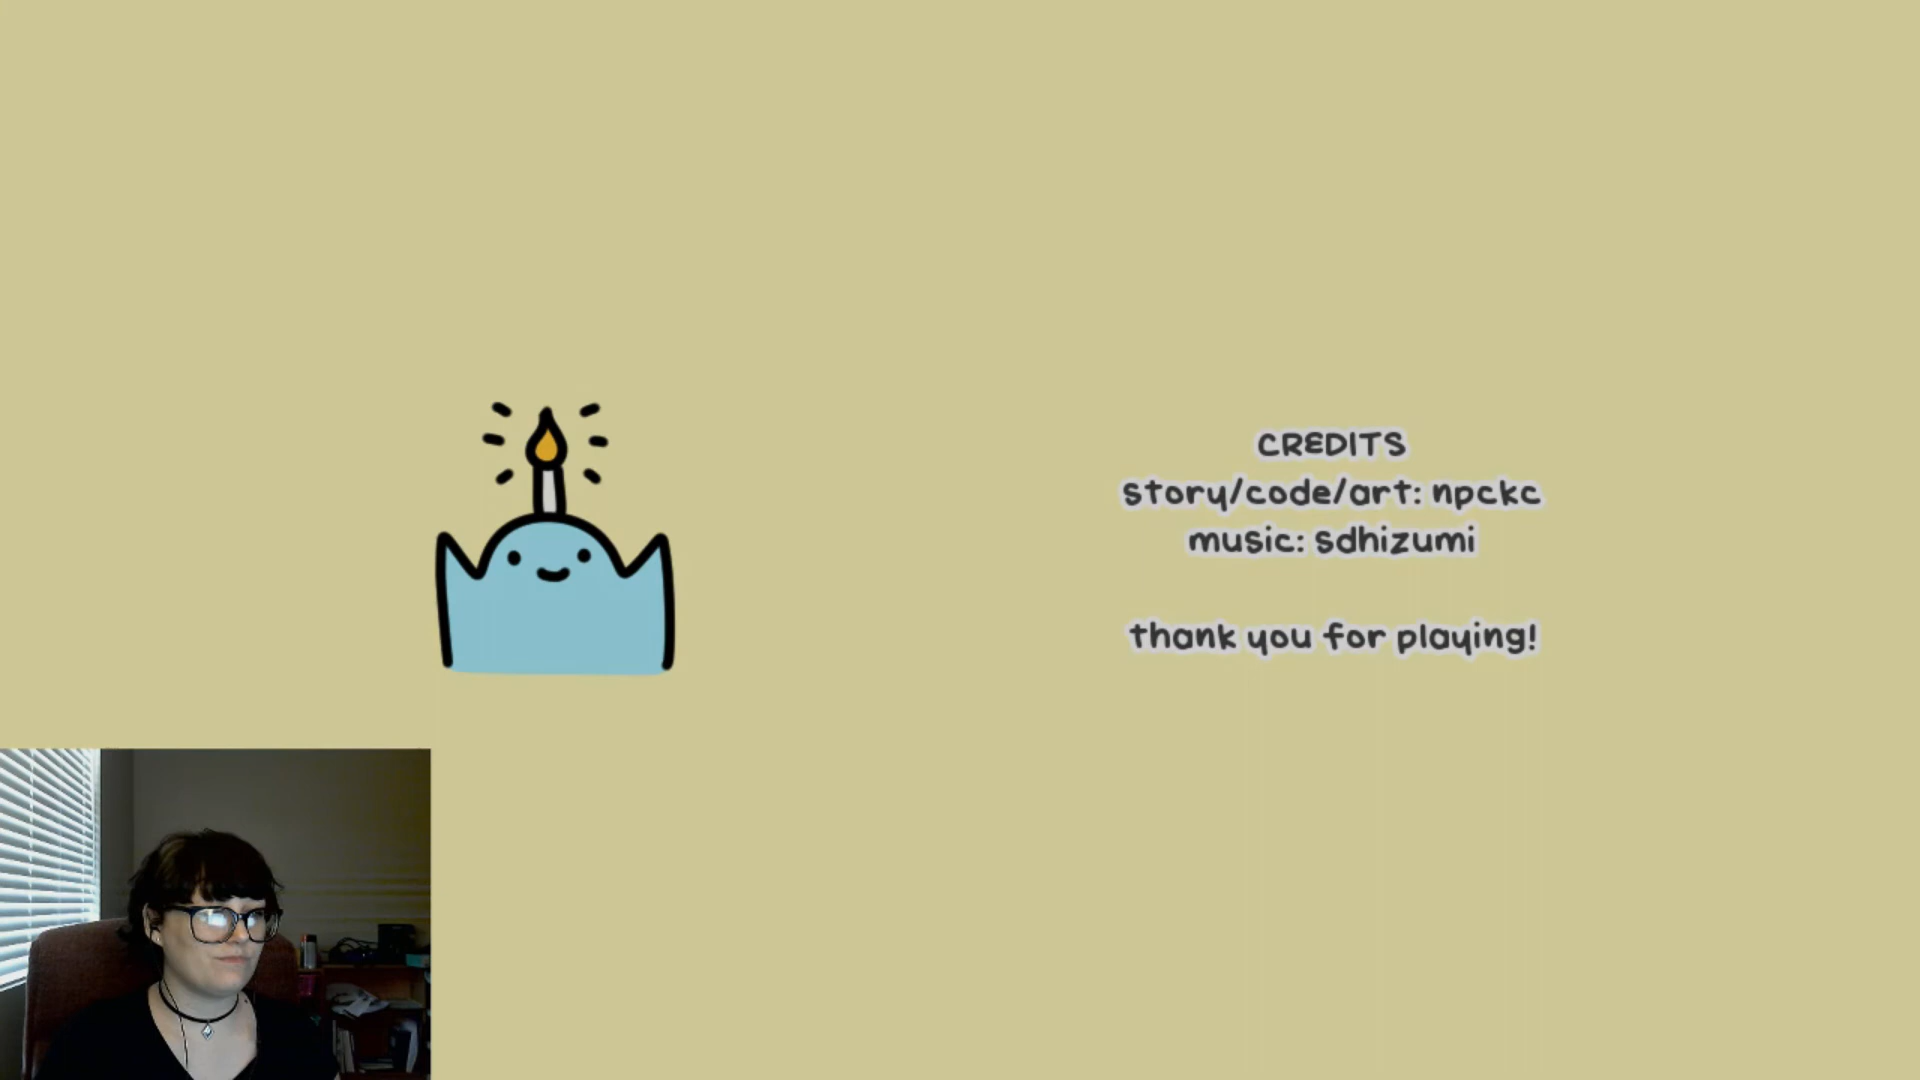 CREDITS
story/code/art: npckc
music: sdhizumi
thank you for playing!